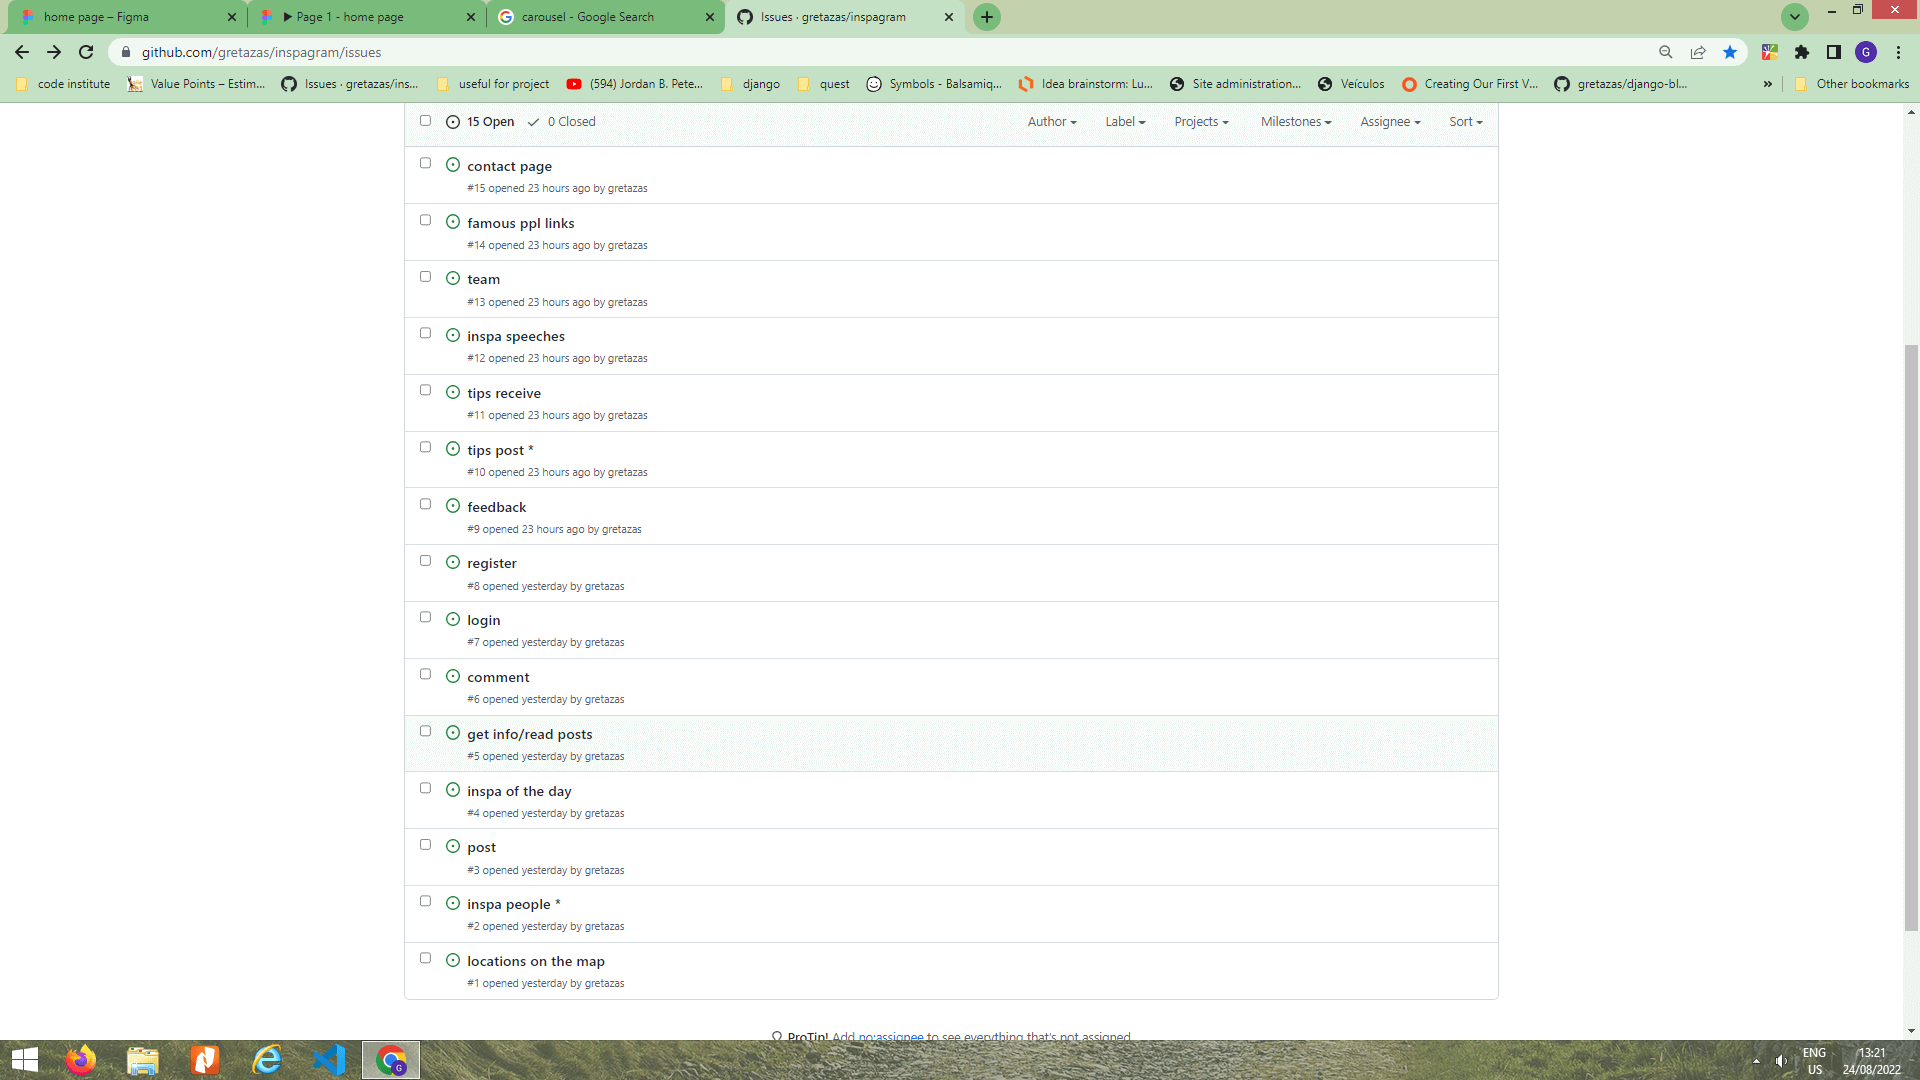 home page – Figma
▶ Page 1 - home page
carousel - Google Search
Issues · gretazas/inspagram
github.com/gretazas/inspagram/issues
G
code institute
Value Points – Estim...
Issues · gretazas/ins...
useful for project
(594) Jordan B. Pete...
django
quest
Symbols - Balsamiq...
Idea brainstorm: Lu...
Site administration...
Veículos
Creating Our First V...
gretazas/django-bl...
»
Other bookmarks
15 Open
0 Closed
Author
Label
Projects
Milestones
Assignee
Sort
contact page
#15 opened 23 hours ago by gretazas
famous ppl links
#14 opened 23 hours ago by gretazas
team
#13 opened 23 hours ago by gretazas
inspa speeches
#12 opened 23 hours ago by gretazas
tips receive
#11 opened 23 hours ago by gretazas
tips post *
#10 opened 23 hours ago by gretazas
feedback
#9 opened 23 hours ago by gretazas
register
#8 opened yesterday by gretazas
login
#7 opened yesterday by gretazas
comment
#6 opened yesterday by gretazas
get info/read posts
#5 opened yesterday by gretazas
inspa of the day
#4 opened yesterday by gretazas
post
#3 opened yesterday by gretazas
inspa people *
#2 opened yesterday by gretazas
locations on the map
#1 opened yesterday by gretazas
ProTip! Add no:assignee to see everything that's not assigned.
G
ENG
US
13:21
24/08/2022